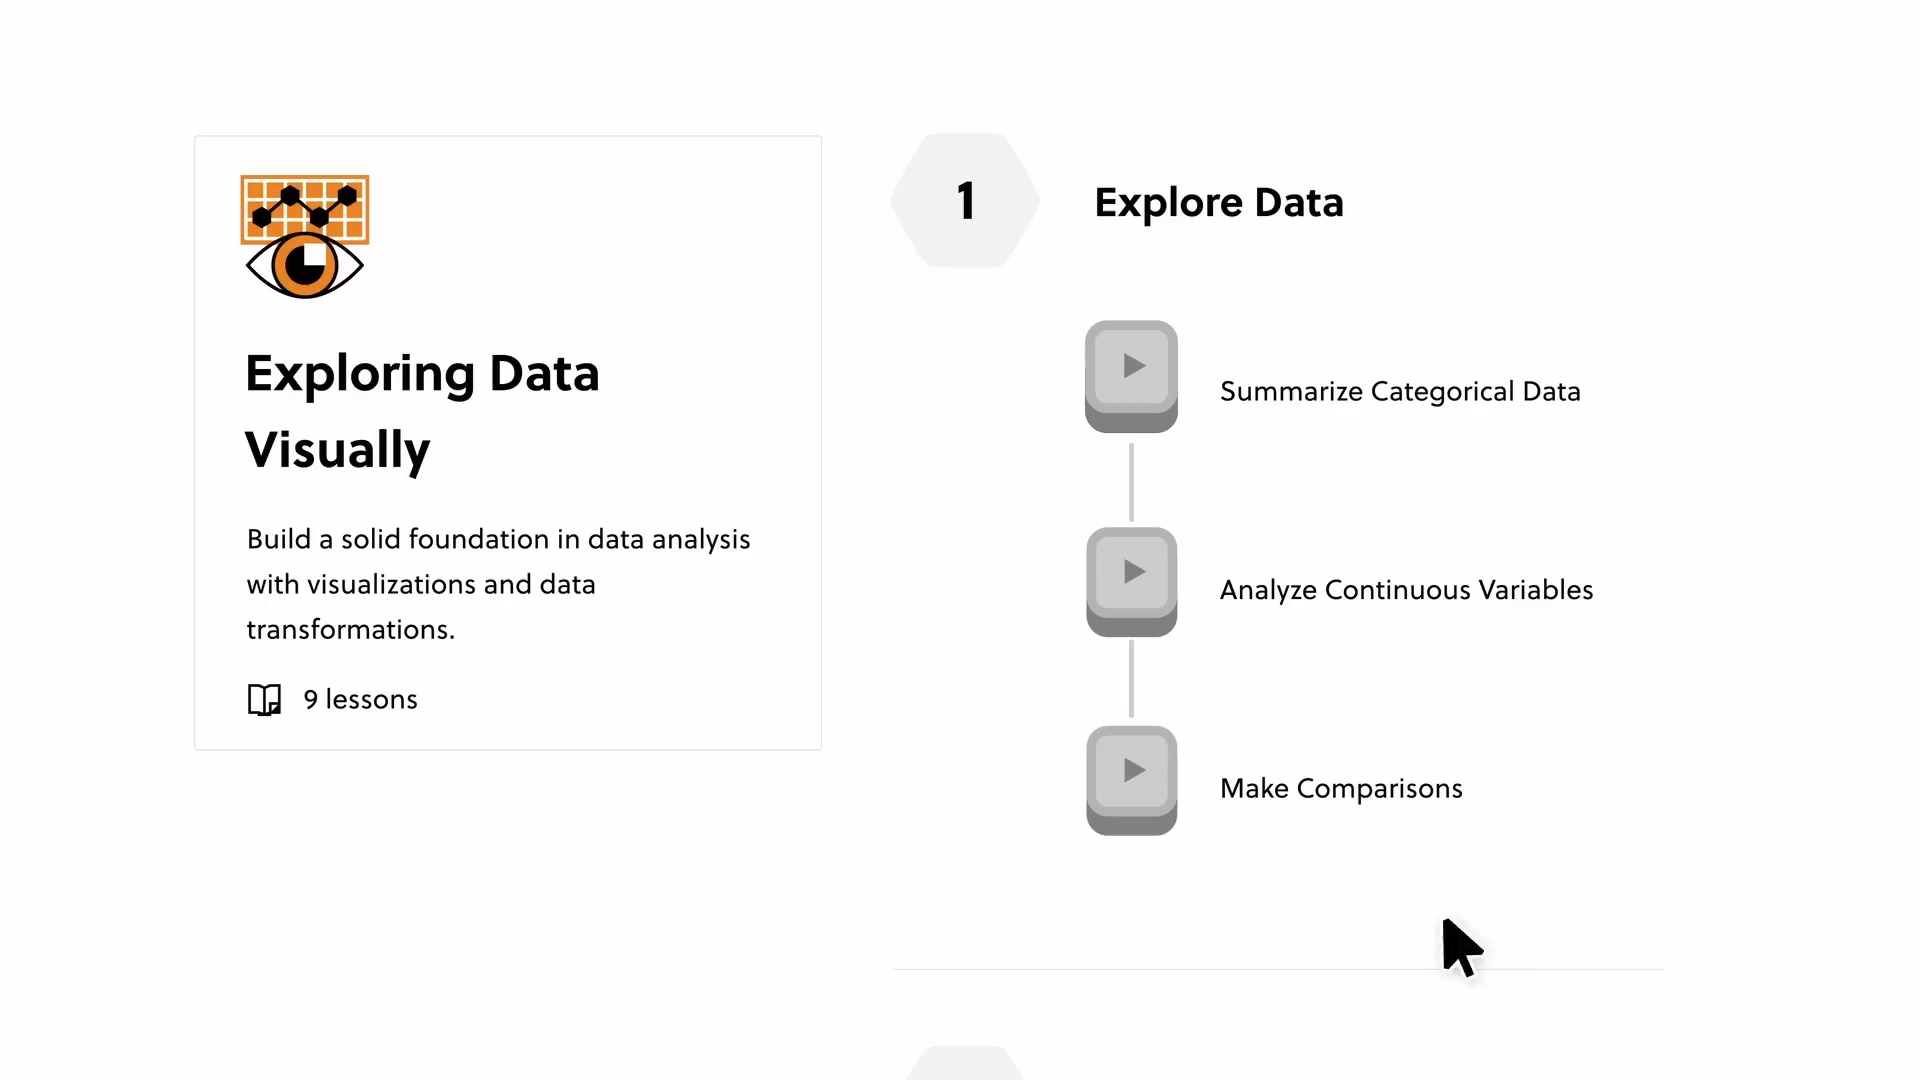 Exploring Data
Visually
Build a solid foundation in data analysis
with visualizations and data
transformations.
9 lessons
1
Explore Data
Summarize Categorical Data
Analyze Continuous Variables
Make Comparisons